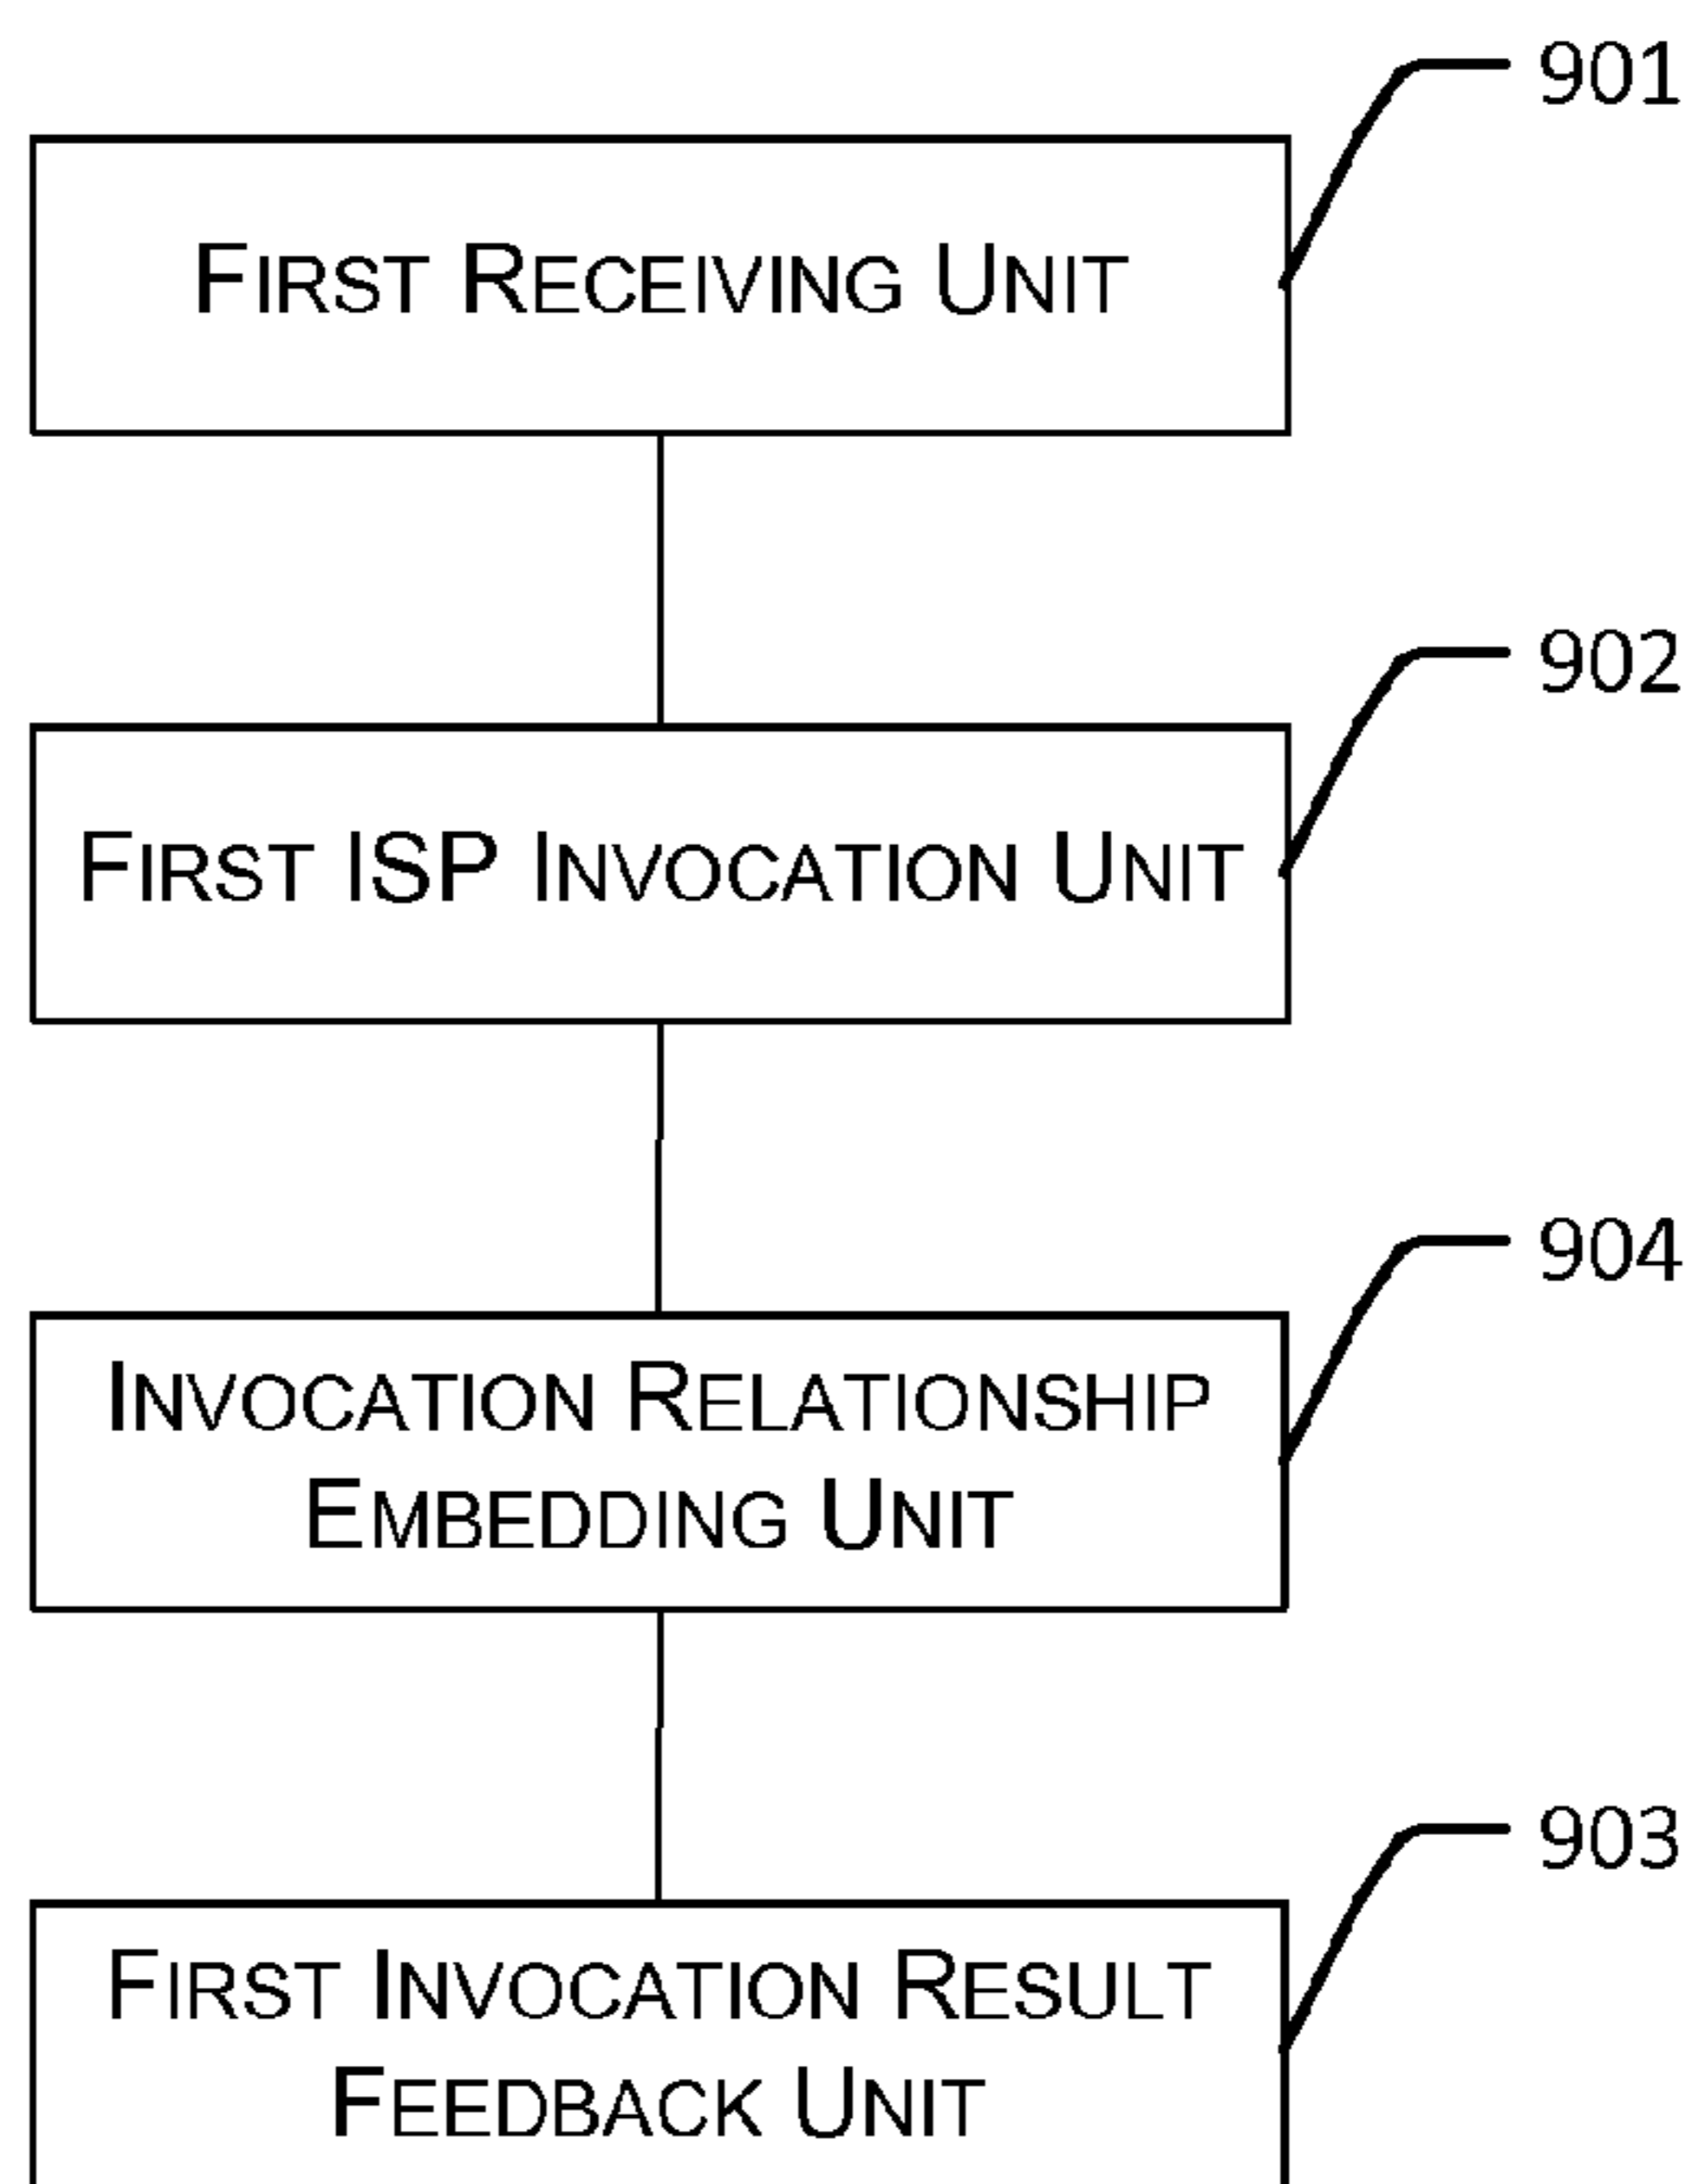 901
FIRST RECEIVING UNIT
902
FIRST ISP INVOCATION UNIT
904
INVOCATION RELATIONSHIP
EMBEDDING UNIT
903
FIRST INVOCATION RESULT
FEEDBACK UNIT